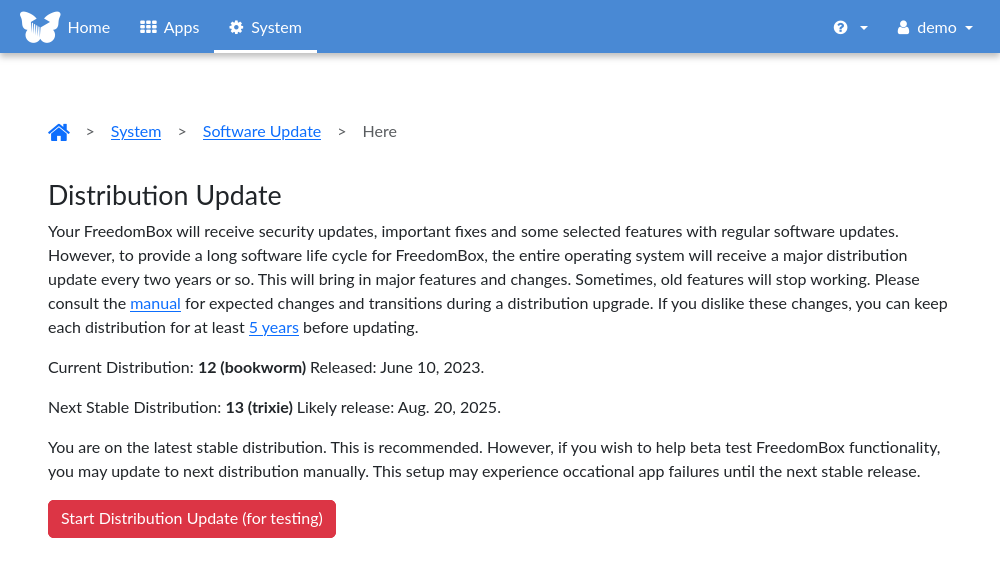 Home Apps System demo
> System > Software Update > Here
Distribution Update
Your FreedomBox will receive security updates, important fixes and some selected features with regular software updates.
However, to provide a long software life cycle for FreedomBox, the entire operating system will receive a major distribution
update every two years or so. This will bring in major features and changes. Sometimes, old features will stop working. Please
consult the manual for expected changes and transitions during a distribution upgrade. If you dislike these changes, you can keep
each distribution for at least 5 years before updating.
Current Distribution: 12 (bookworm) Released: June 10, 2023.
Next Stable Distribution: 13 (trixie) Likely release: Aug. 20, 2025.
You are on the latest stable distribution. This is recommended. However, if you wish to help beta test FreedomBox functionality,
you may update to next distribution manually. This setup may experience occational app failures until the next stable release.
Start Distribution Update (for testing)